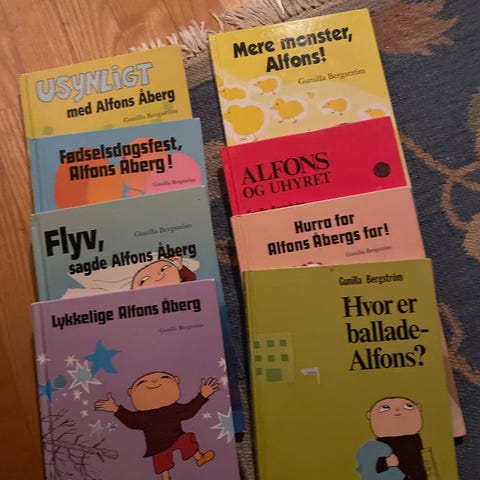 USYNLIGT
med Alfons Åberg
Gunilla Bergström
Fødselsdagsfest,
Alfons Åberg!
Gunilla Bergström
Flyv,
Gunilla Bergström
sagde Alfons Åberg
Lykkelige Alfons Åberg
Gunilla Bergström
Mere monster,
Alfons!
Gunilla Bergström
ALFONS
OG UHYRET
Hurra for
Alfons Åbergs far!
Gunilla Bergström
Gunilla Bergström
Hvor er
ballade-
Alfons?